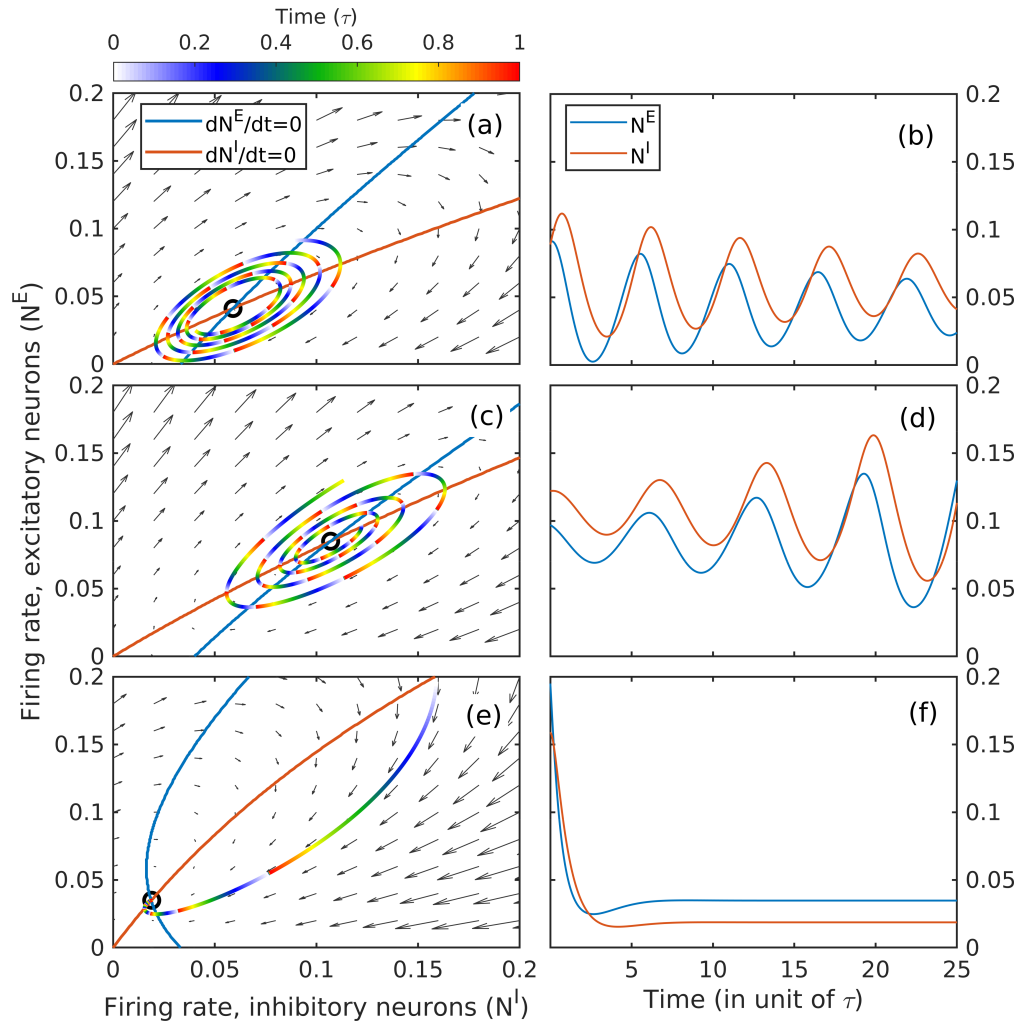 Time (τ)
0 0.2 0.4 0.6 0.8 1
0.2 0.15 0.1 0.05 0
dN^E/dt=0
dN^I/dt=0
(a)
N^E
N^I
(b)
0.2 0.15 0.1 0.05 0
0.2 0.15 0.1 0.05 0
(c)
(d)
0.2 0.15 0.1 0.05 0
0.2 0.15 0.1 0.05 0
(e)
(f)
0.2 0.15 0.1 0.05 0
0 0.05 0.1 0.15 0.2
5 10 15 20 25
Firing rate, excitatory neurons (N^E)
Firing rate, inhibitory neurons (N^I)
Time (in unit of τ)